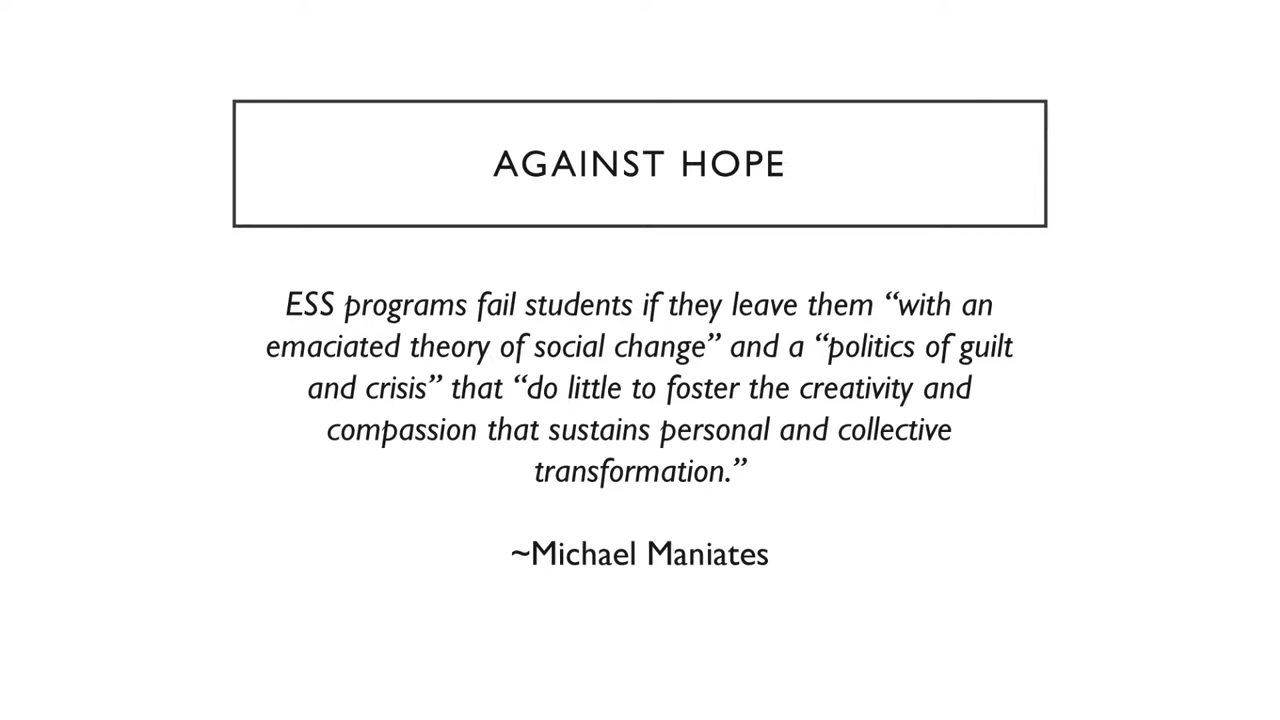 AGAINST HOPE
ESS programs fail students if they leave them “with an
emaciated theory of social change” and a “politics of guilt
and crisis” that “do little to foster the creativity and
compassion that sustains personal and collective
transformation.”
~Michael Maniates